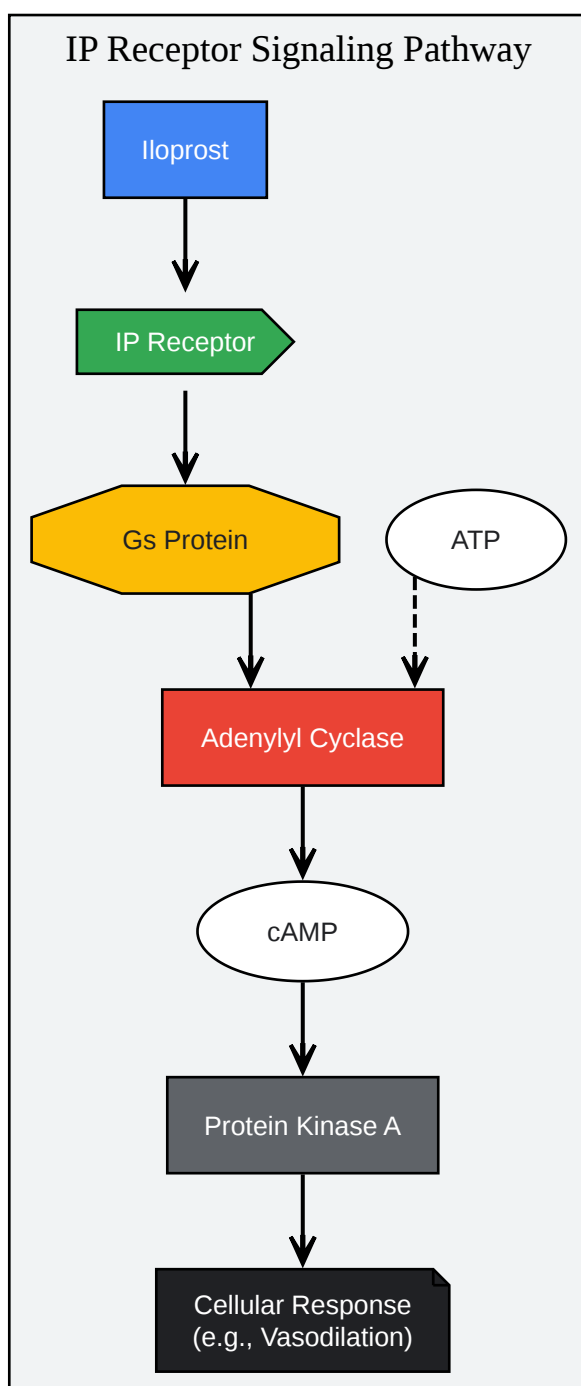 IP Receptor Signaling Pathway
Iloprost
IP Receptor
Gs Protein
ATP
Adenylyl Cyclase
cAMP
Protein Kinase A
Cellular Response
(e.g., Vasodilation)